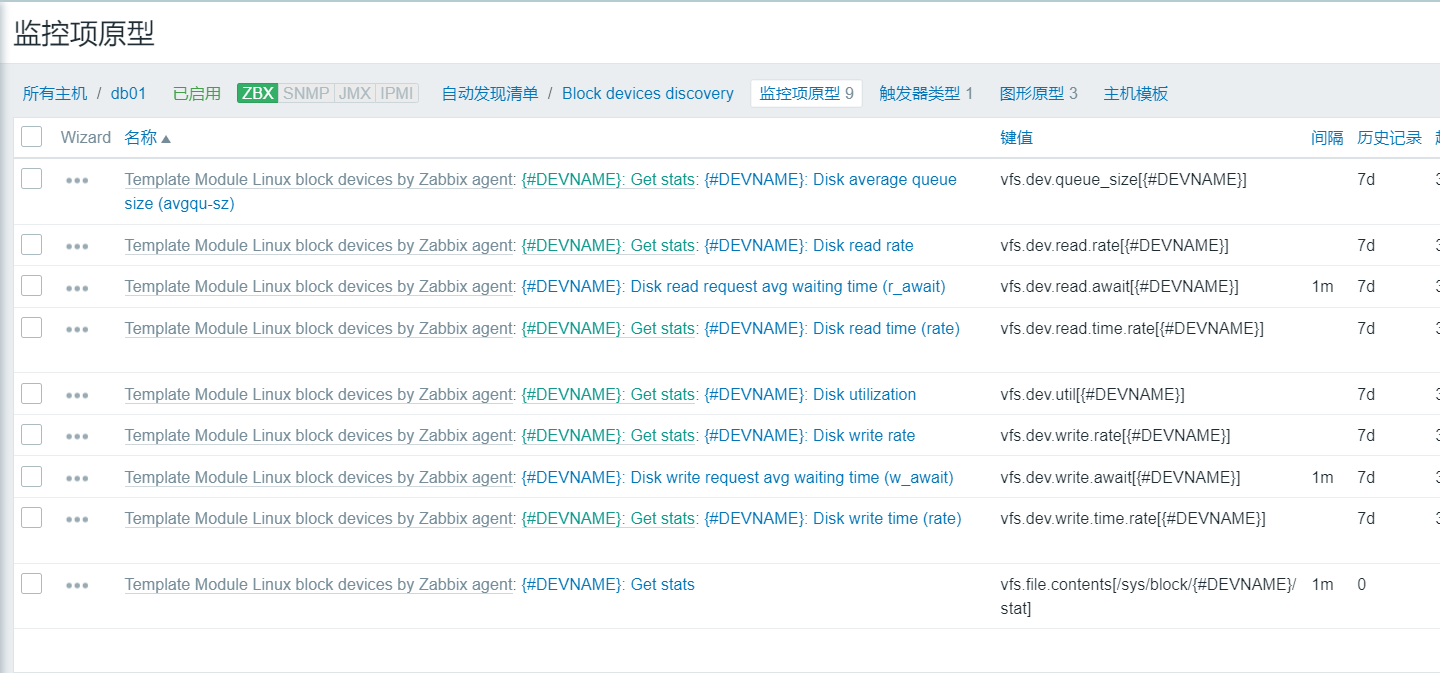 监控项原型
所有主机 / db01 已启用 ZBX SNMP JMX IPMI 自动发现清单 / Block devices discovery 监控项原型 9 触发器类型 1 图形原型 3 主机模板
Wizard 名称▲ 键值 间隔 历史记录
Template Module Linux block devices by Zabbix agent: {#DEVNAME}: Get stats: {#DEVNAME}: Disk average queue vfs.dev.queue_size[{#DEVNAME}] 7d
size (avgqu-sz)
Template Module Linux block devices by Zabbix agent: {#DEVNAME}: Get stats: {#DEVNAME}: Disk read rate vfs.dev.read.rate[{#DEVNAME}] 7d
Template Module Linux block devices by Zabbix agent: {#DEVNAME}: Disk read request avg waiting time (r_await) vfs.dev.read.await[{#DEVNAME}] 1m 7d
Template Module Linux block devices by Zabbix agent: {#DEVNAME}: Get stats: {#DEVNAME}: Disk read time (rate) vfs.dev.read.time.rate[{#DEVNAME}] 7d
Template Module Linux block devices by Zabbix agent: {#DEVNAME}: Get stats: {#DEVNAME}: Disk utilization vfs.dev.util[{#DEVNAME}] 7d
Template Module Linux block devices by Zabbix agent: {#DEVNAME}: Get stats: {#DEVNAME}: Disk write rate vfs.dev.write.rate[{#DEVNAME}] 7d
Template Module Linux block devices by Zabbix agent: {#DEVNAME}: Disk write request avg waiting time (w_await) vfs.dev.write.await[{#DEVNAME}] 1m 7d
Template Module Linux block devices by Zabbix agent: {#DEVNAME}: Get stats: {#DEVNAME}: Disk write time (rate) vfs.dev.write.time.rate[{#DEVNAME}] 7d
Template Module Linux block devices by Zabbix agent: {#DEVNAME}: Get stats vfs.file.contents[/sys/block/{#DEVNAME}/ 1m 0
stat]